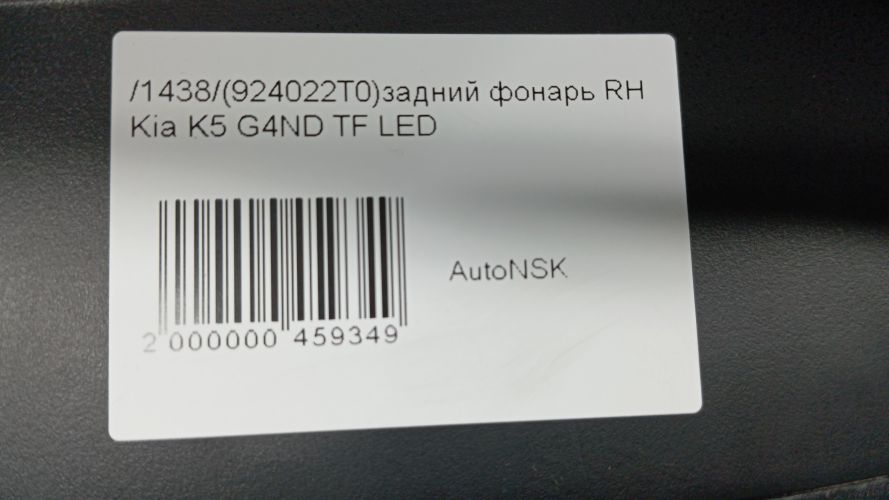 /1438/(924022T0)задний фонарь RH
Kia K5 G4ND TF LED
AutoNSK
2 000000 459349